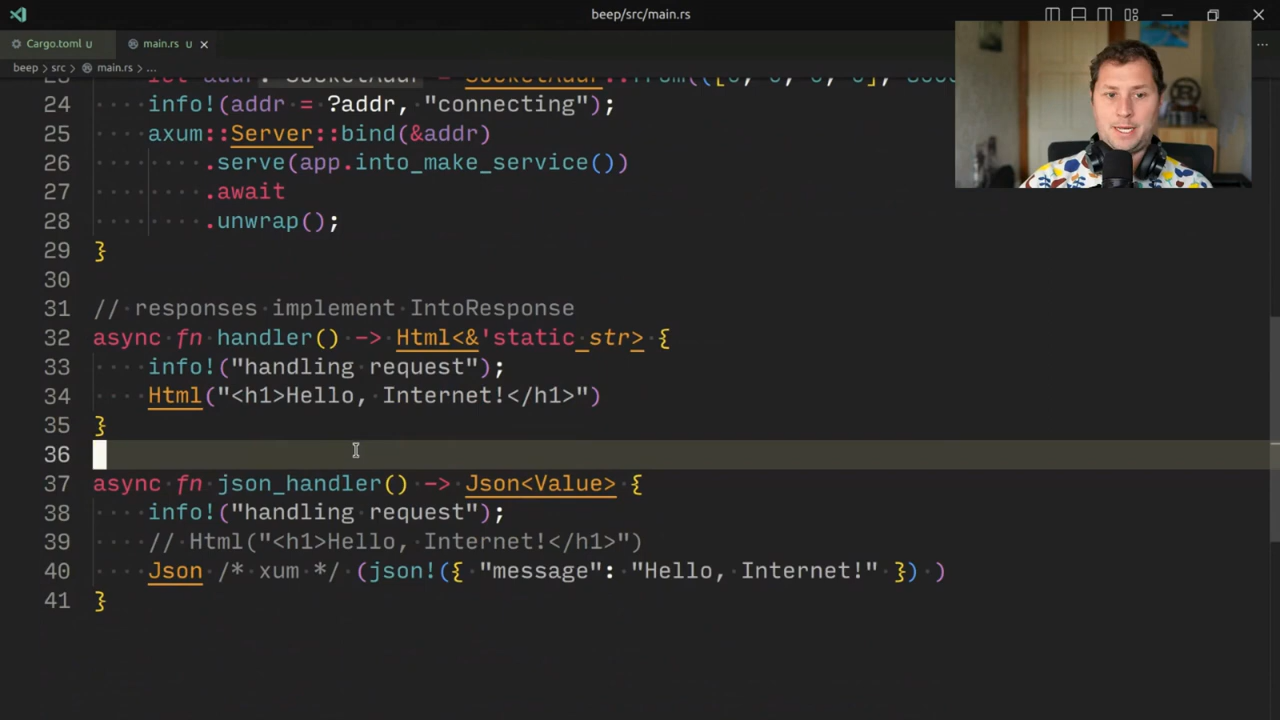 beep/src/main.rs
Cargo.toml U main.rs U
beep > src > main.rs > ...
24 info!(addr = ?addr, "connecting");
25 axum::Server::bind(&addr)
26 .serve(app.into_make_service())
27 .await
28 .unwrap();
29 }
30
31 // responses implement IntoResponse
32 async fn handler() -> Html<&'static str> {
33 info!("handling request");
34 Html("<h1>Hello, Internet!</h1>")
35 }
36
37 async fn json_handler() -> Json<Value> {
38 info!("handling request");
39 // Html("<h1>Hello, Internet!</h1>")
40 Json /* xum */ (json!({ "message": "Hello, Internet!" }) )
41 }